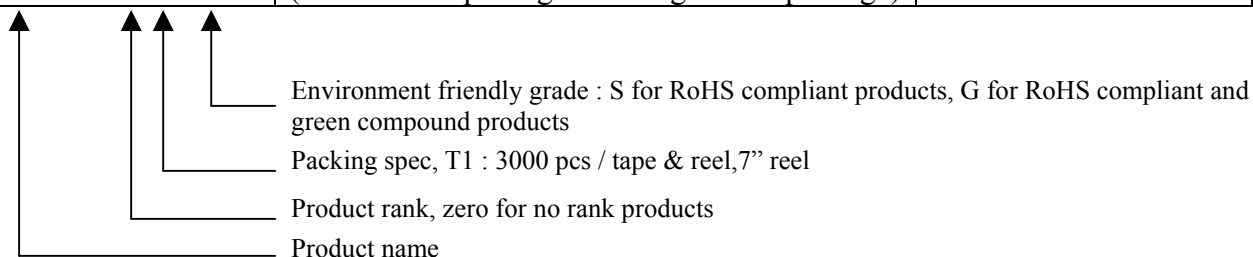 Environment friendly grade : S for RoHS compliant products, G for RoHS compliant and
green compound products
Packing spec, T1 : 3000 pcs / tape & reel,7” reel
Product rank, zero for no rank products
Product name